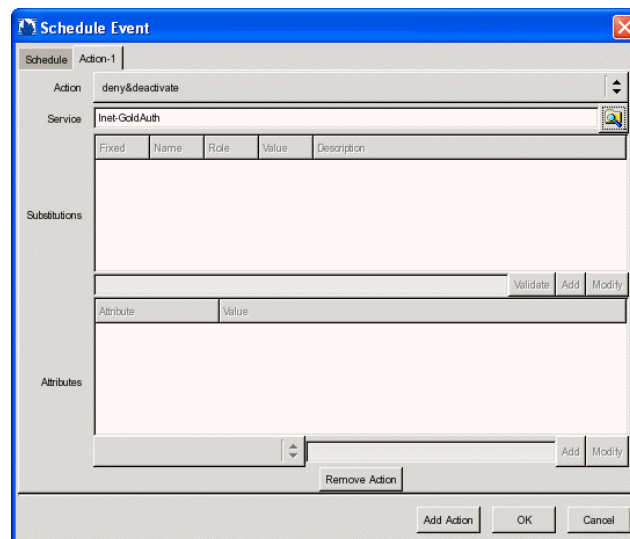 Schedule Event
Schedule Action-1
Action deny&deactivate
Service Inet-GoldAuth
Fixed Name Role Value Description
Substitutions
Validate Add Modify
Attribute Value
Attributes
Add Modify
Remove Action
Add Action OK Cancel